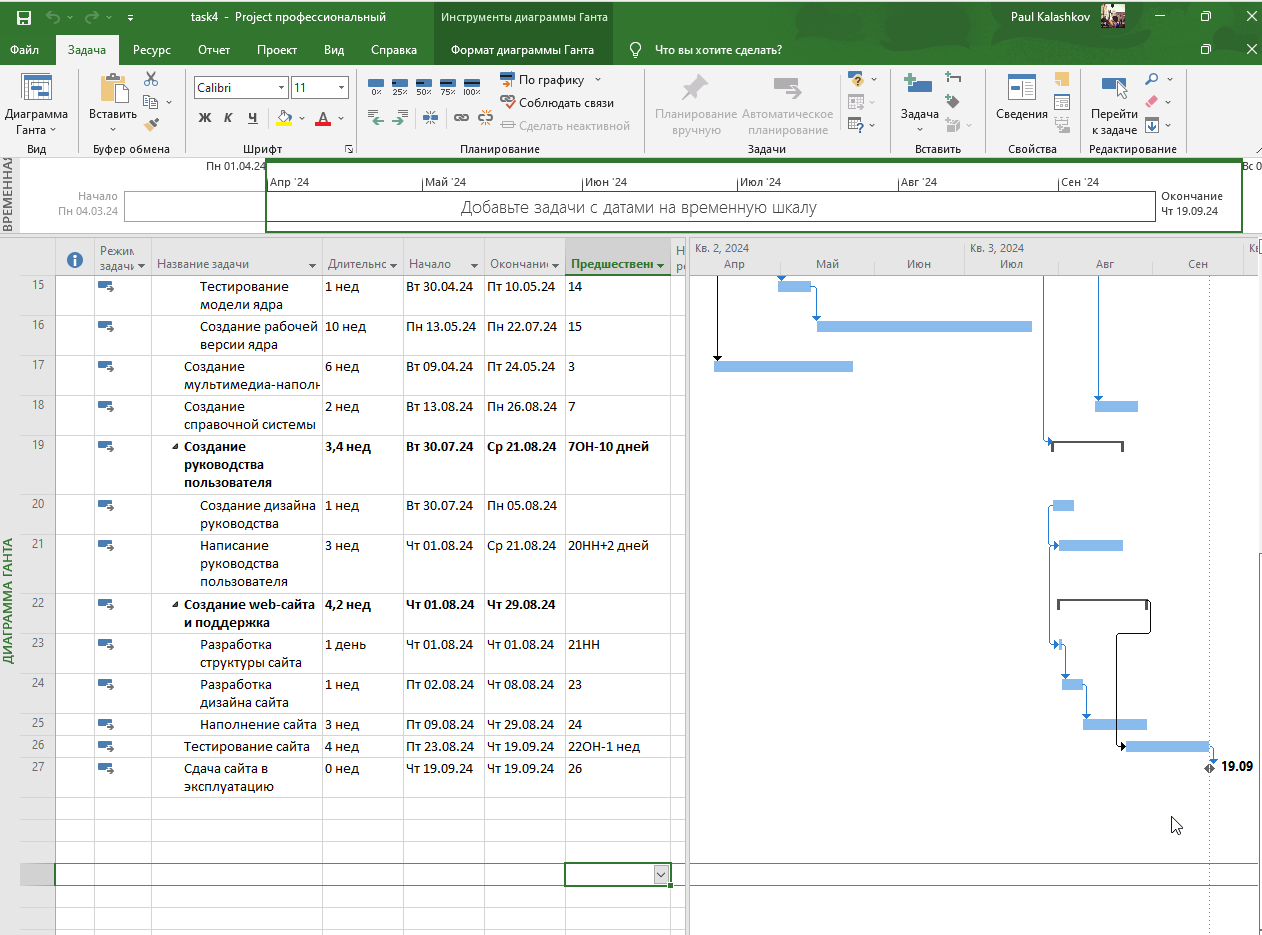 task4 - Project профессиональный
Инструменты диаграммы Ганта
Paul Kalashkov
Файл Задача Ресурс Отчет Проект Вид Справка Формат диаграммы Ганта Что вы хотите сделать?
Диаграмма Ганта
Вид
Вставить
Буфер обмена
Calibri 11
Ж К Ч
Шрифт
0% 25% 50% 75% 100%
По графику
Соблюдать связи
Сделать неактивной
Планирование
Планирование вручную
Автоматическое планирование
Задачи
Задача
Вставить
Сведения
Свойства
Перейти к задаче
Редактирование
ВРЕМЕННАЯ
Пн 01.04.24
Вс 0
Апр '24 Май '24 Июн '24 Июл '24 Авг '24 Сен '24
Начало
Пн 04.03.24
Добавьте задачи с датами на временную шкалу
Окончание
Чт 19.09.24
ДИАГРАММА ГАНТА
Режим задачи Название задачи Длительнс Начало Окончание Предшествен
Кв. 2, 2024 Кв. 3, 2024
Апр Май Июн Июл Авг Сен
15 Тестирование модели ядра 1 нед Вт 30.04.24 Пт 10.05.24 14
16 Создание рабочей версии ядра 10 нед Пн 13.05.24 Пн 22.07.24 15
17 Создание мультимедиа-наполн 6 нед Вт 09.04.24 Пт 24.05.24 3
18 Создание справочной системы 2 нед Вт 13.08.24 Пн 26.08.24 7
19 Создание руководства пользователя 3,4 нед Вт 30.07.24 Ср 21.08.24 7ОН-10 дней
20 Создание дизайна руководства 1 нед Вт 30.07.24 Пн 05.08.24
21 Написание руководства пользователя 3 нед Чт 01.08.24 Ср 21.08.24 20НН+2 дней
22 Создание web-сайта и поддержка 4,2 нед Чт 01.08.24 Чт 29.08.24
23 Разработка структуры сайта 1 день Чт 01.08.24 Чт 01.08.24 21НН
24 Разработка дизайна сайта 1 нед Пт 02.08.24 Чт 08.08.24 23
25 Наполнение сайта 3 нед Пт 09.08.24 Чт 29.08.24 24
26 Тестирование сайта 4 нед Пт 23.08.24 Чт 19.09.24 22ОН-1 нед
27 Сдача сайта в эксплуатацию 0 нед Чт 19.09.24 Чт 19.09.24 26
19.09